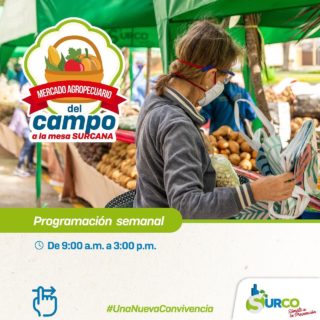 MERCADO AGROPECUARIO
del
campo
a la mesa SURCANA
Programación semanal
De 9:00 a.m. a 3:00 p.m.
#UnaNuevaConvivencia
SURCO